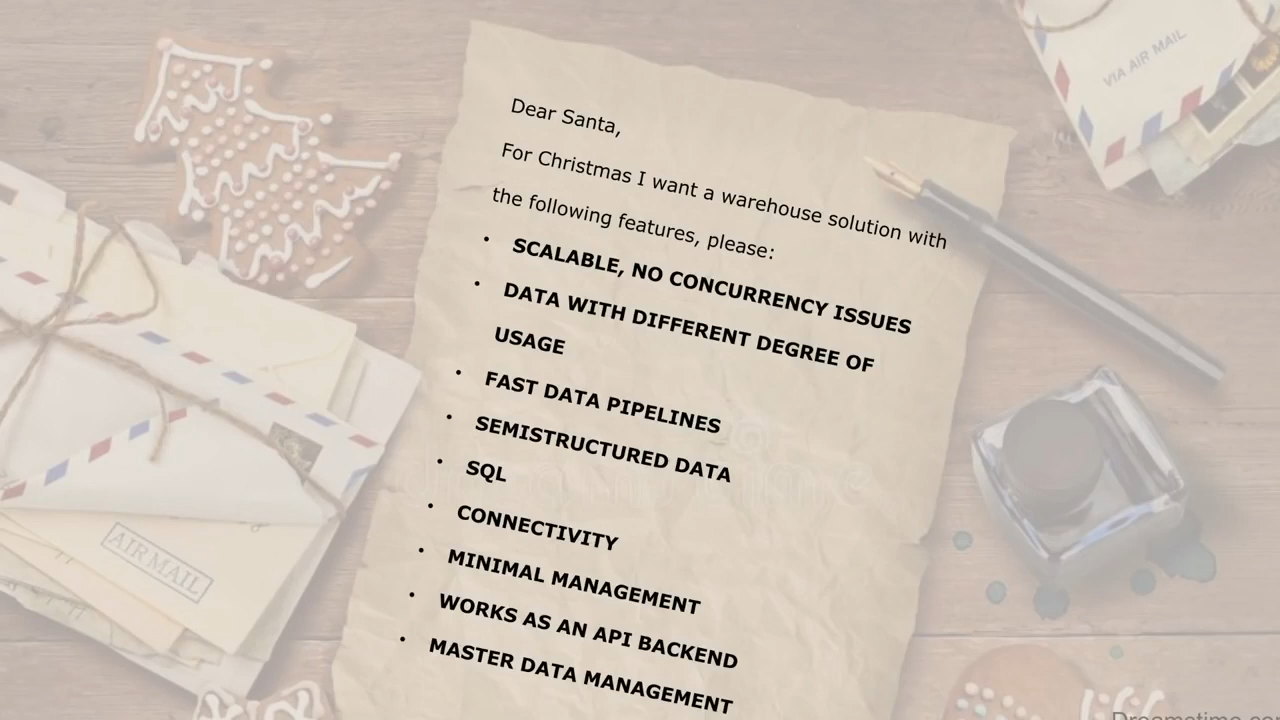 Dear Santa,
For Christmas I want a warehouse solution with
the following features, please:
• SCALABLE, NO CONCURRENCY ISSUES
• DATA WITH DIFFERENT DEGREE OF
USAGE
• FAST DATA PIPELINES
• SEMISTRUCTURED DATA
• SQL
• CONNECTIVITY
• MINIMAL MANAGEMENT
• WORKS AS AN API BACKEND
• MASTER DATA MANAGEMENT
VIA AIR MAIL
AIR MAIL